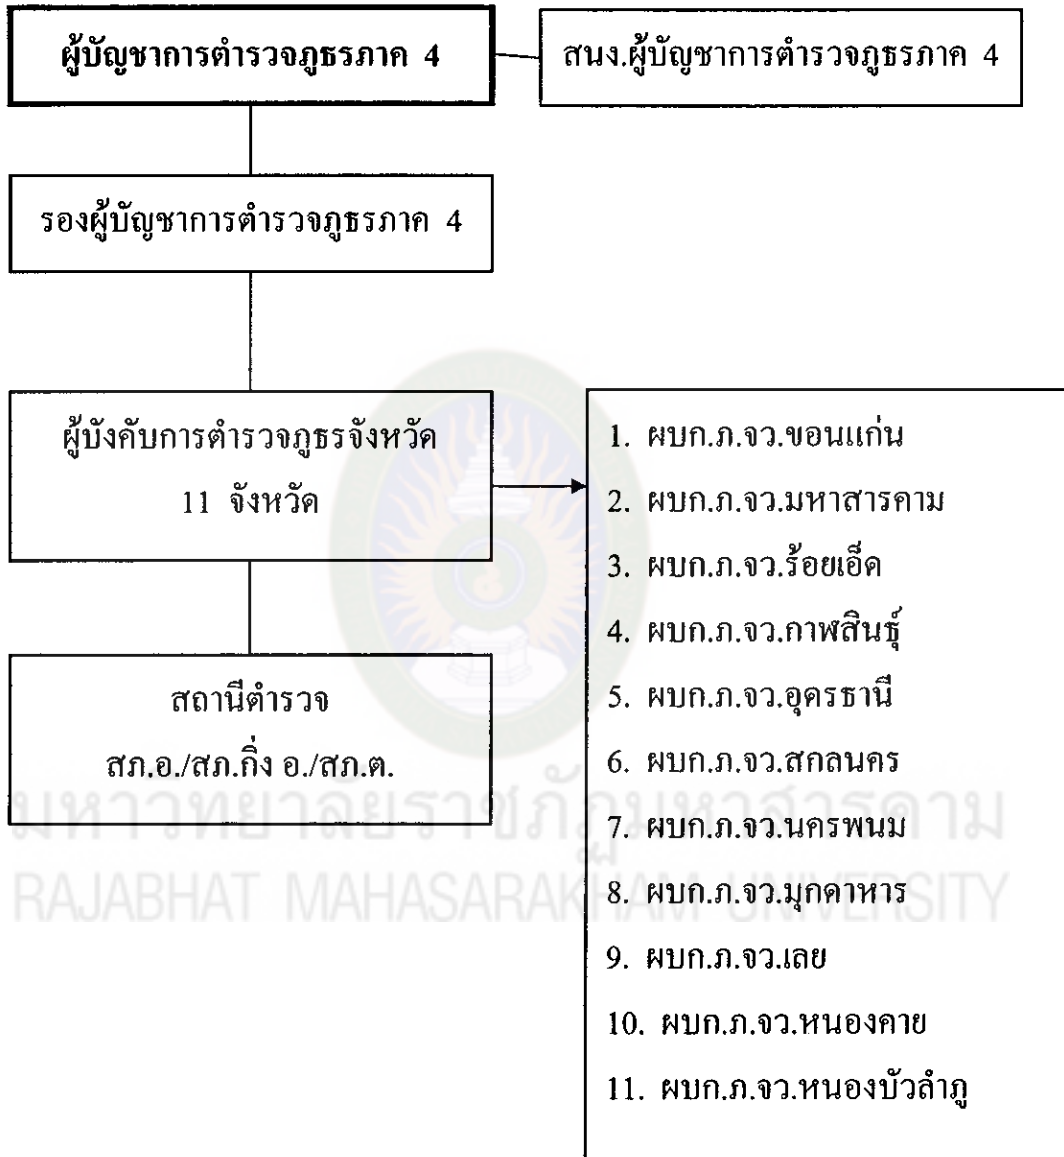 ผู้บัญชาการตำรวจภูธรภาค 4
สนง.ผู้บัญชาการตำรวจภูธรภาค 4
รองผู้บัญชาการตำรวจภูธรภาค 4
ผู้บังคับการตำรวจภูธรจังหวัด
11 จังหวัด
สถานีตำรวจ
สภ.อ./สภ.กิ่ง อ./สภ.ต.
1. ผบก.ภ.จว.ขอนแก่น
2. ผบก.ภ.จว.มหาสารคาม
3. ผบก.ภ.จว.ร้อยเอ็ด
4. ผบก.ภ.จว.กาฬสินธุ์
5. ผบก.ภ.จว.อุดรธานี
6. ผบก.ภ.จว.สกลนคร
7. ผบก.ภ.จว.นครพนม
8. ผบก.ภ.จว.มุกดาหาร
9. ผบก.ภ.จว.เลย
10. ผบก.ภ.จว.หนองคาย
11. ผบก.ภ.จว.หนองบัวลำภู
มหาวิทยาลัยราชภัฏมหาสารคาม
RAJABHAT MAHASARAKHAM UNIVERSITY